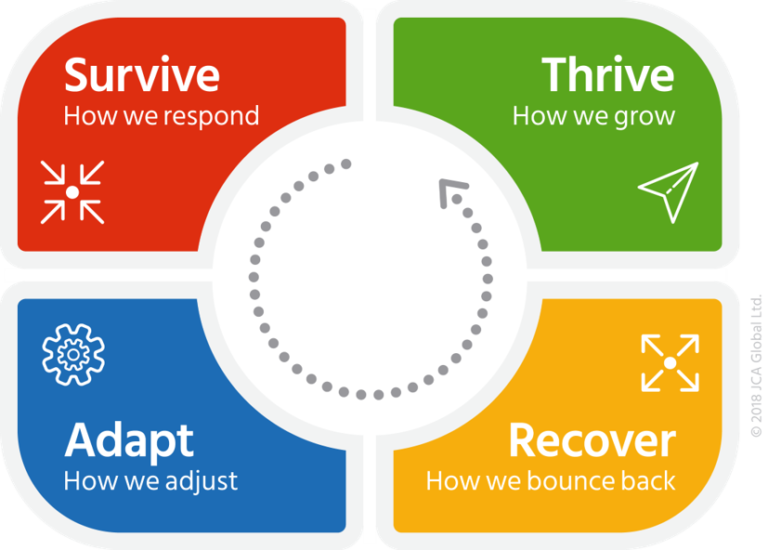 Survive
How we respond
Thrive
How we grow
Adapt
How we adjust
Recover
How we bounce back
© 2018 JCA Global Ltd.